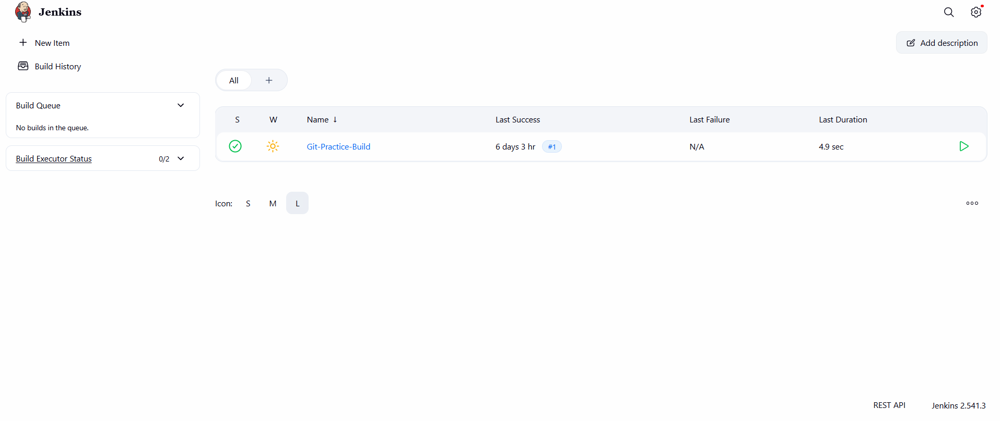 Jenkins
New Item
Add description
Build History
All
Build Queue
No builds in the queue.
Build Executor Status 0/2
S W Name ↓ Last Success Last Failure Last Duration
Git-Practice-Build 6 days 3 hr #1 N/A 4.9 sec
Icon: S M L
REST API Jenkins 2.541.3